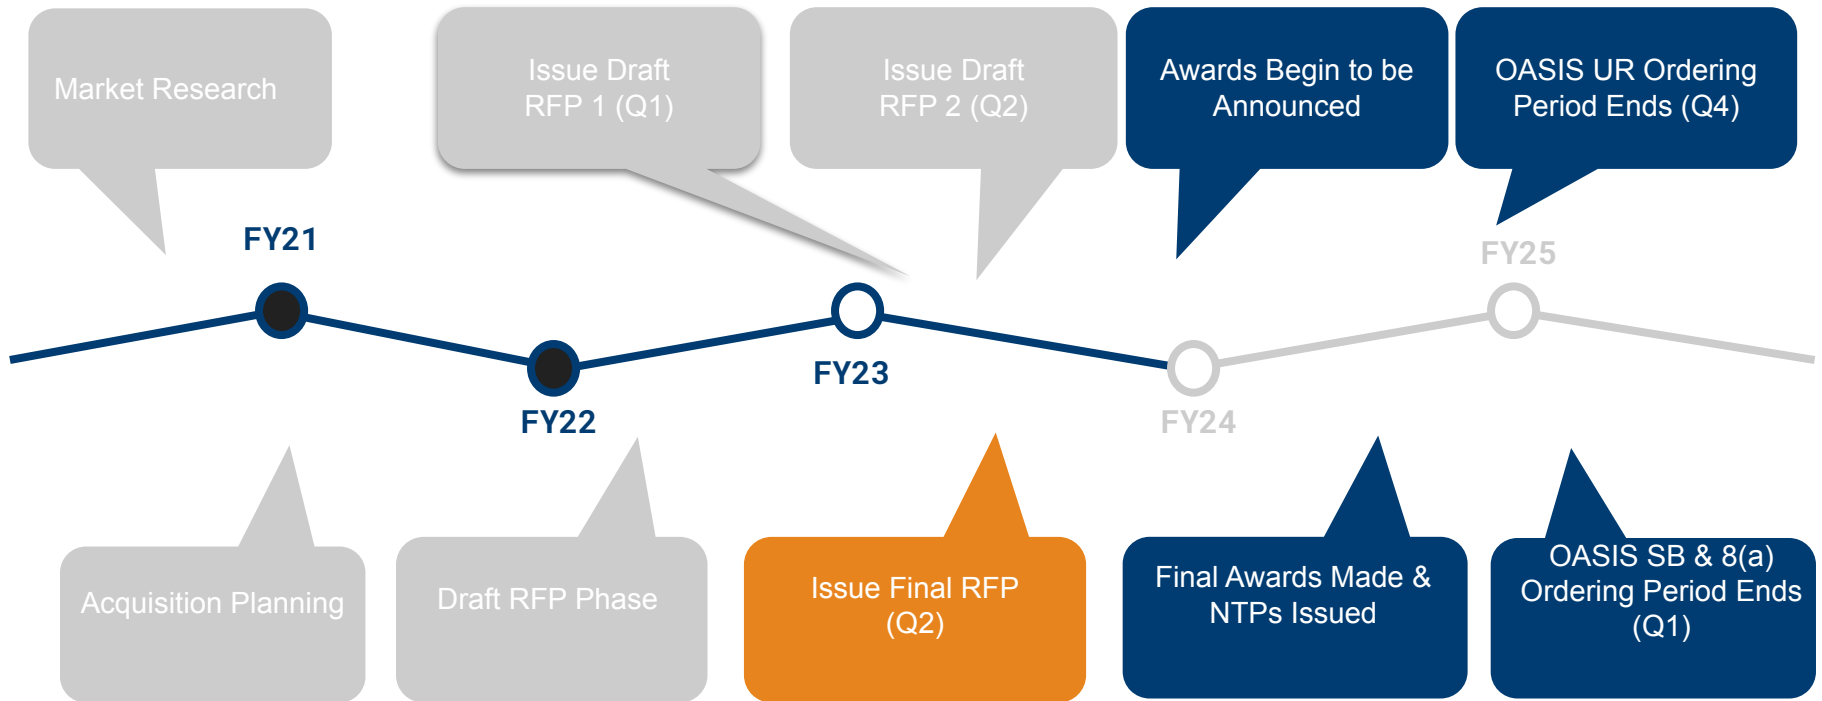 Market Research
Issue Draft
RFP 1 (Q1)
Issue Draft
RFP 2 (Q2)
Awards Begin to be
Announced
OASIS UR Ordering
Period Ends (Q4)
FY21
FY22
FY23
FY24
FY25
Acquisition Planning
Draft RFP Phase
Issue Final RFP
(Q2)
Final Awards Made &
NTPs Issued
OASIS SB & 8(a)
Ordering Period Ends
(Q1)